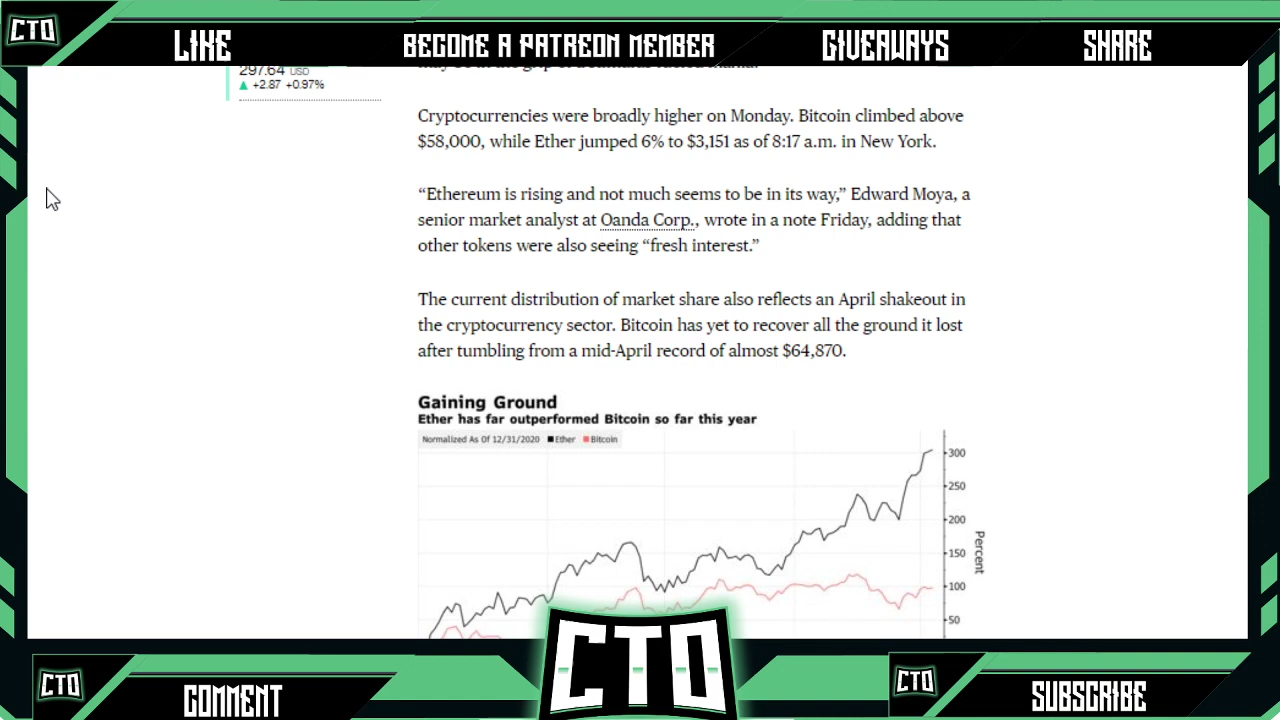 CTO
LIKE
BECOME A PATREON MEMBER
GIVEAWAYS
SHARE
297.64 USD
▲ +2.87 +0.97%
Cryptocurrencies were broadly higher on Monday. Bitcoin climbed above
$58,000, while Ether jumped 6% to $3,151 as of 8:17 a.m. in New York.
“Ethereum is rising and not much seems to be in its way,” Edward Moya, a
senior market analyst at Oanda Corp., wrote in a note Friday, adding that
other tokens were also seeing “fresh interest.”
The current distribution of market share also reflects an April shakeout in
the cryptocurrency sector. Bitcoin has yet to recover all the ground it lost
after tumbling from a mid-April record of almost $64,870.
Gaining Ground
Ether has far outperformed Bitcoin so far this year
Normalized As Of 12/31/2020 Ether Bitcoin
300
250
200
150
100
50
Percent
CTO
CTO
COMMENT
CTO
SUBSCRIBE